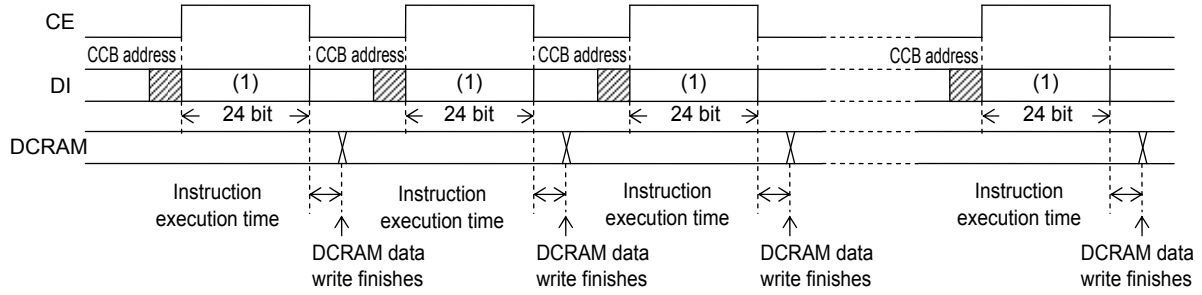 CE
CCB address CCB address CCB address CCB address
DI (1) (1) (1) (1)
24 bit 24 bit 24 bit 24 bit
DCRAM
Instruction execution time
Instruction execution time
Instruction execution time
Instruction execution time
DCRAM data write finishes
DCRAM data write finishes
DCRAM data write finishes
DCRAM data write finishes